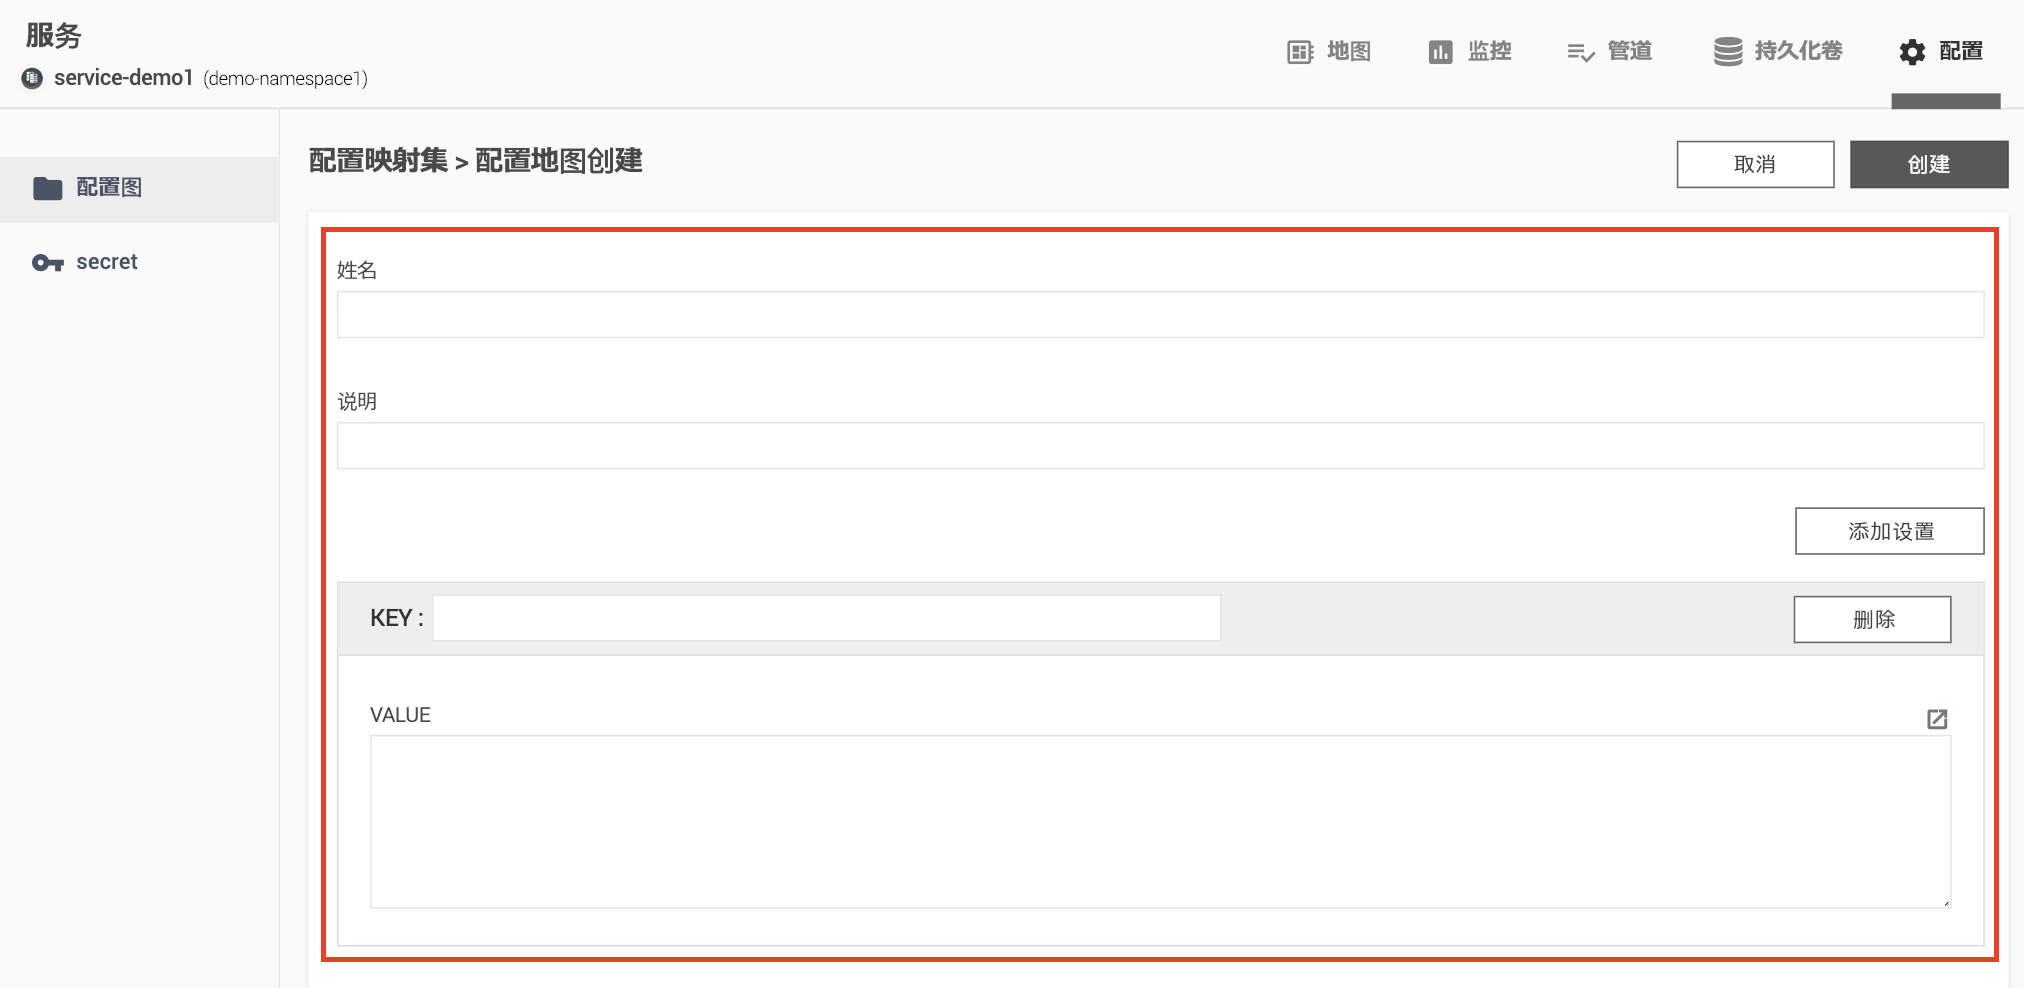 服务
service-demo1 (demo-namespace1)
地图
监控
管道
持久化卷
配置
配置图
secret
配置映射集 > 配置地图创建
取消
创建
姓名
说明
添加设置
KEY :
删除
VALUE